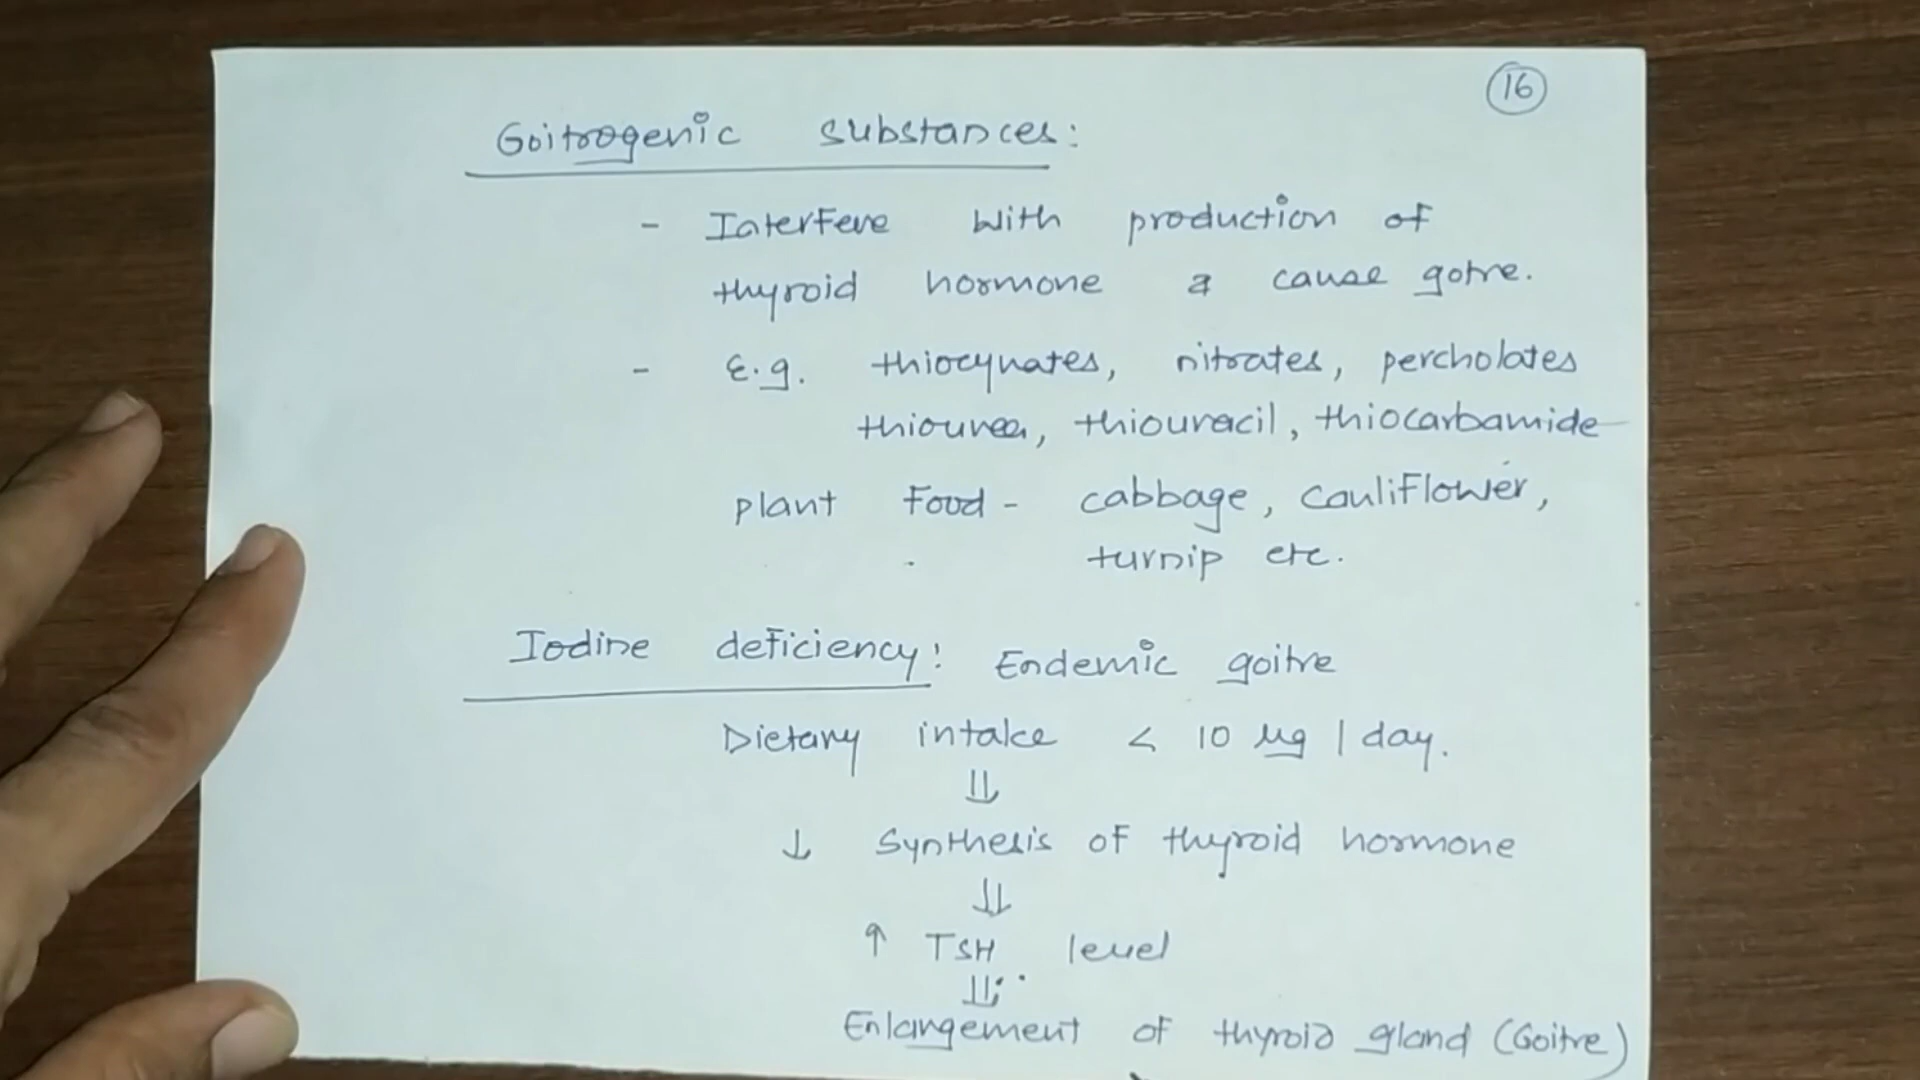 16
Goitrogenic substances:
- Interfere with production of
thyroid hormone & cause gotre.
- E.g. thiocynates, nitrates, percholates
thiourea, thiouracil, thiocarbamide
plant Food - cabbage, cauliflower,
turnip etc.
Iodine deficiency: Endemic goitre
Dietary intake < 10 μg / day.
⇓
↓ Synthesis of thyroid hormone
⇓
↑ TSH level
⇓
Enlangement of thyroid gland (Goitre)